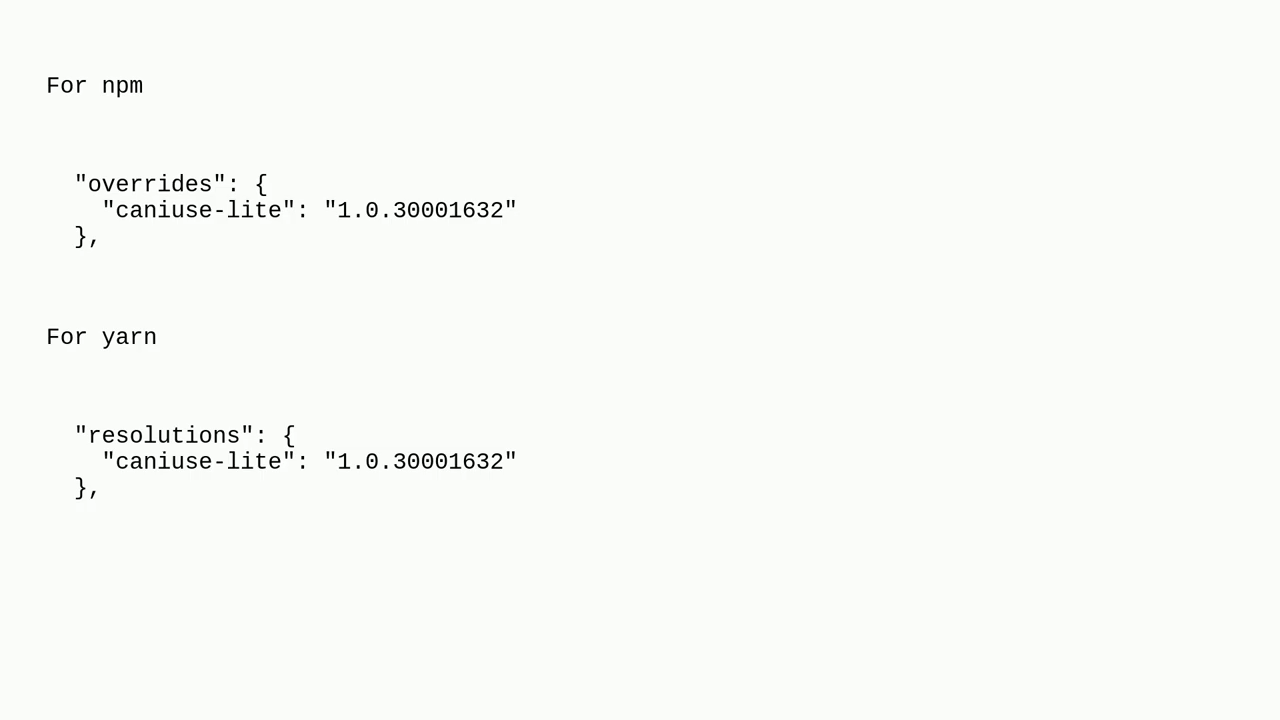 For npm
"overrides": {
"caniuse-lite": "1.0.30001632"
},
For yarn
"resolutions": {
"caniuse-lite": "1.0.30001632"
},